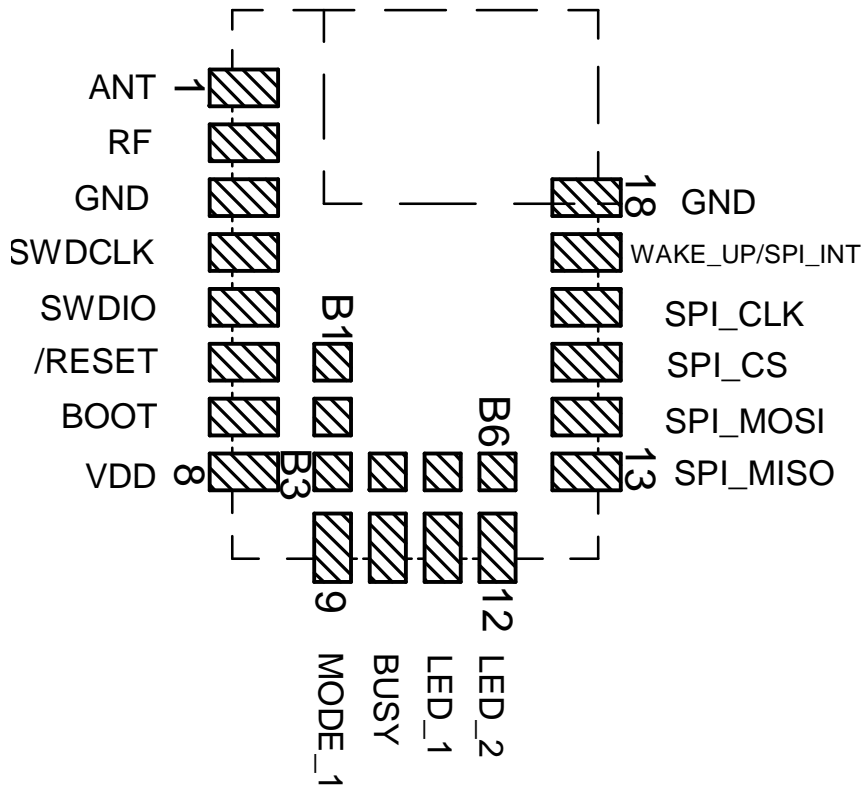 ANT 1
RF
GND
18 GND
SWDCLK
WAKE_UP/SPI_INT
SWDIO
B1
SPI_CLK
/RESET
SPI_CS
BOOT
B6
SPI_MOSI
VDD 8
B3
13 SPI_MISO
9
12
MODE_1
BUSY
LED_1
LED_2